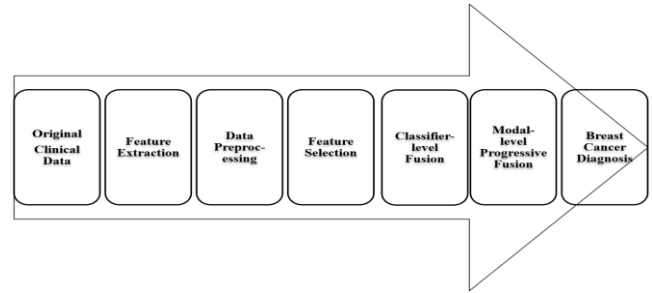 Original
Clinical
Data
Feature
Extraction
Data
Preproc-
essing
Feature
Selection
Classifier-
level
Fusion
Modal-
level
Progressive
Fusion
Breast
Cancer
Diagnosis